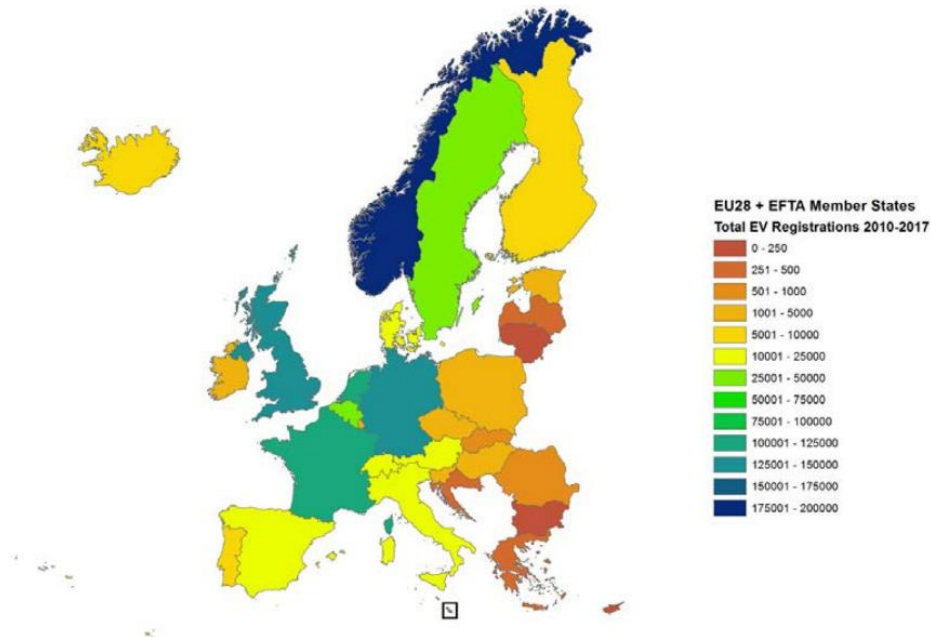 EU28 + EFTA Member States
Total EV Registrations 2010-2017
0 - 250
251 - 500
501 - 1000
1001 - 5000
5001 - 10000
10001 - 25000
25001 - 50000
50001 - 75000
75001 - 100000
100001 - 125000
125001 - 150000
150001 - 175000
175001 - 200000